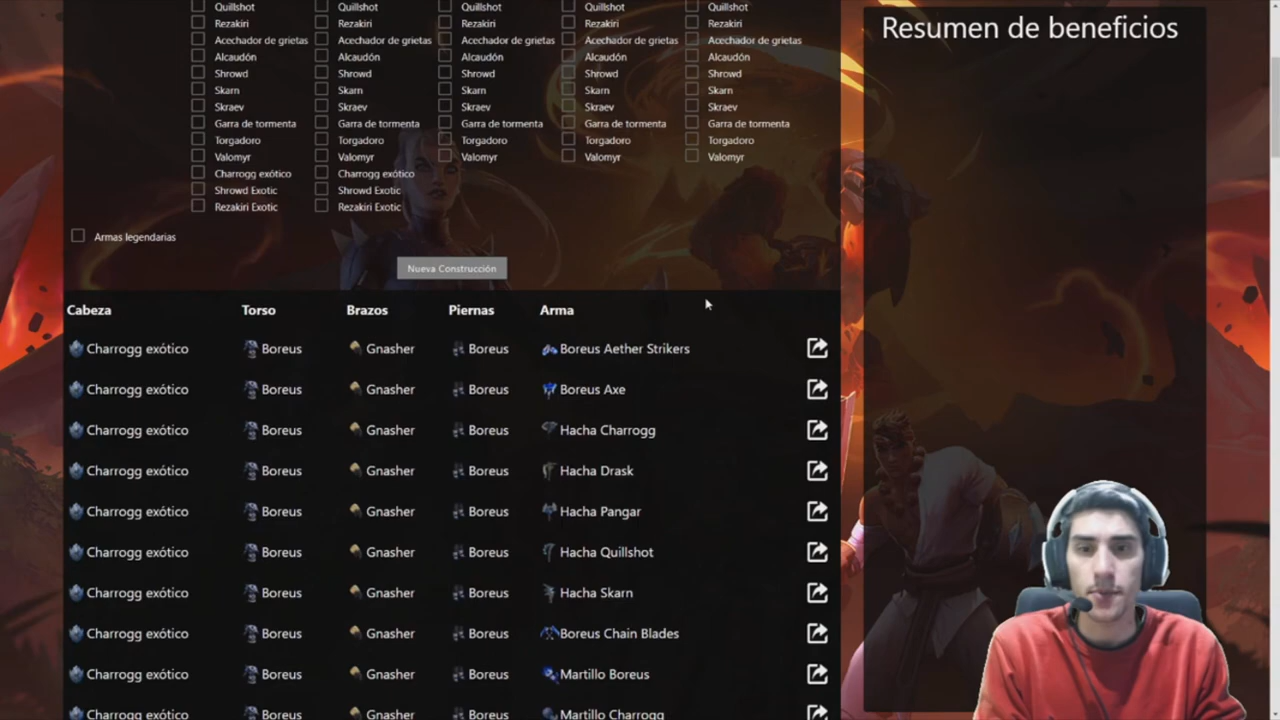 Quillshot Quillshot Quillshot Quillshot Quillshot
Rezakiri Rezakiri Rezakiri Rezakiri Rezakiri
Acechador de grietas Acechador de grietas Acechador de grietas Acechador de grietas Acechador de grietas
Alcaudón Alcaudón Alcaudón Alcaudón Alcaudón
Shrowd Shrowd Shrowd Shrowd Shrowd
Skarn Skarn Skarn Skarn Skarn
Skraev Skraev Skraev Skraev Skraev
Garra de tormenta Garra de tormenta Garra de tormenta Garra de tormenta Garra de tormenta
Torgadoro Torgadoro Torgadoro Torgadoro Torgadoro
Valomyr Valomyr Valomyr Valomyr Valomyr
Charrogg exótico Charrogg exótico
Shrowd Exotic Shrowd Exotic
Rezakiri Exotic Rezakiri Exotic
Armas legendarias
Nueva Construcción
Cabeza Torso Brazos Piernas Arma
Charrogg exótico Boreus Gnasher Boreus Boreus Aether Strikers
Charrogg exótico Boreus Gnasher Boreus Boreus Axe
Charrogg exótico Boreus Gnasher Boreus Hacha Charrogg
Charrogg exótico Boreus Gnasher Boreus Hacha Drask
Charrogg exótico Boreus Gnasher Boreus Hacha Pangar
Charrogg exótico Boreus Gnasher Boreus Hacha Quillshot
Charrogg exótico Boreus Gnasher Boreus Hacha Skarn
Charrogg exótico Boreus Gnasher Boreus Boreus Chain Blades
Charrogg exótico Boreus Gnasher Boreus Martillo Boreus
Charrogg exótico Boreus Gnasher Boreus Martillo Charrogg
Resumen de beneficios